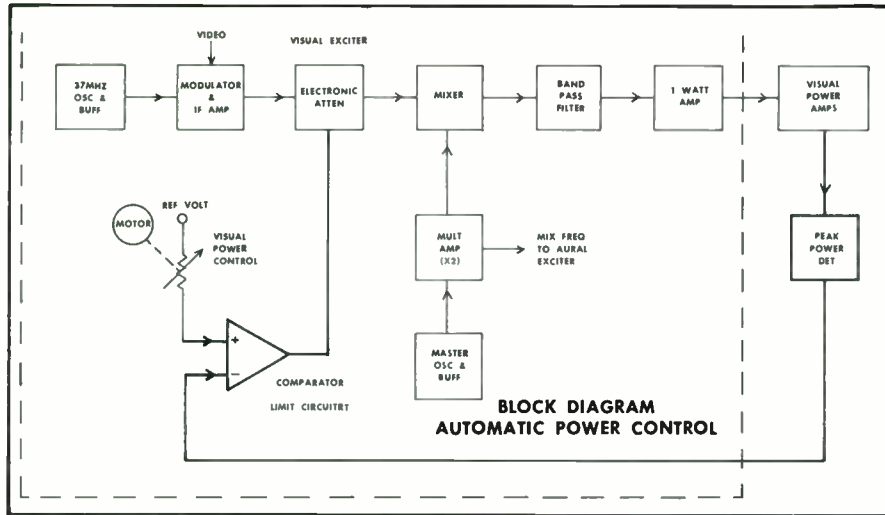 VIDEO
VISUAL EXCITER
37MHZ
OSC &
BUFF
MODULATOR
&
IF AMP
ELECTRONIC
ATTEN
MIXER
BAND
PASS
FILTER
1 WATT
AMP
VISUAL
POWER
AMPS
MOTOR
REF VOLT
VISUAL
POWER
CONTROL
MULT
AMP
(X2)
MIX FREQ
TO AURAL
EXCITER
PEAK
POWER
DET
+
−
COMPARATOR
LIMIT CIRCUITRT
MASTER
OSC &
BUFF
BLOCK DIAGRAM
AUTOMATIC POWER CONTROL